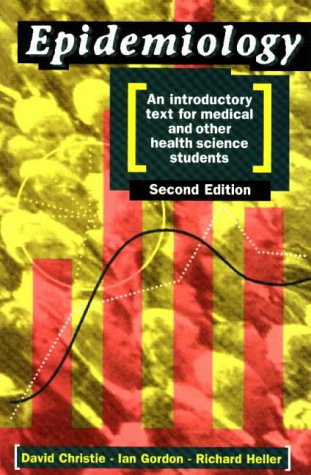 Epidemiology
An introductory
text for medical
and other
health science
students
Second Edition
David Christie - Ian Gordon - Richard Heller